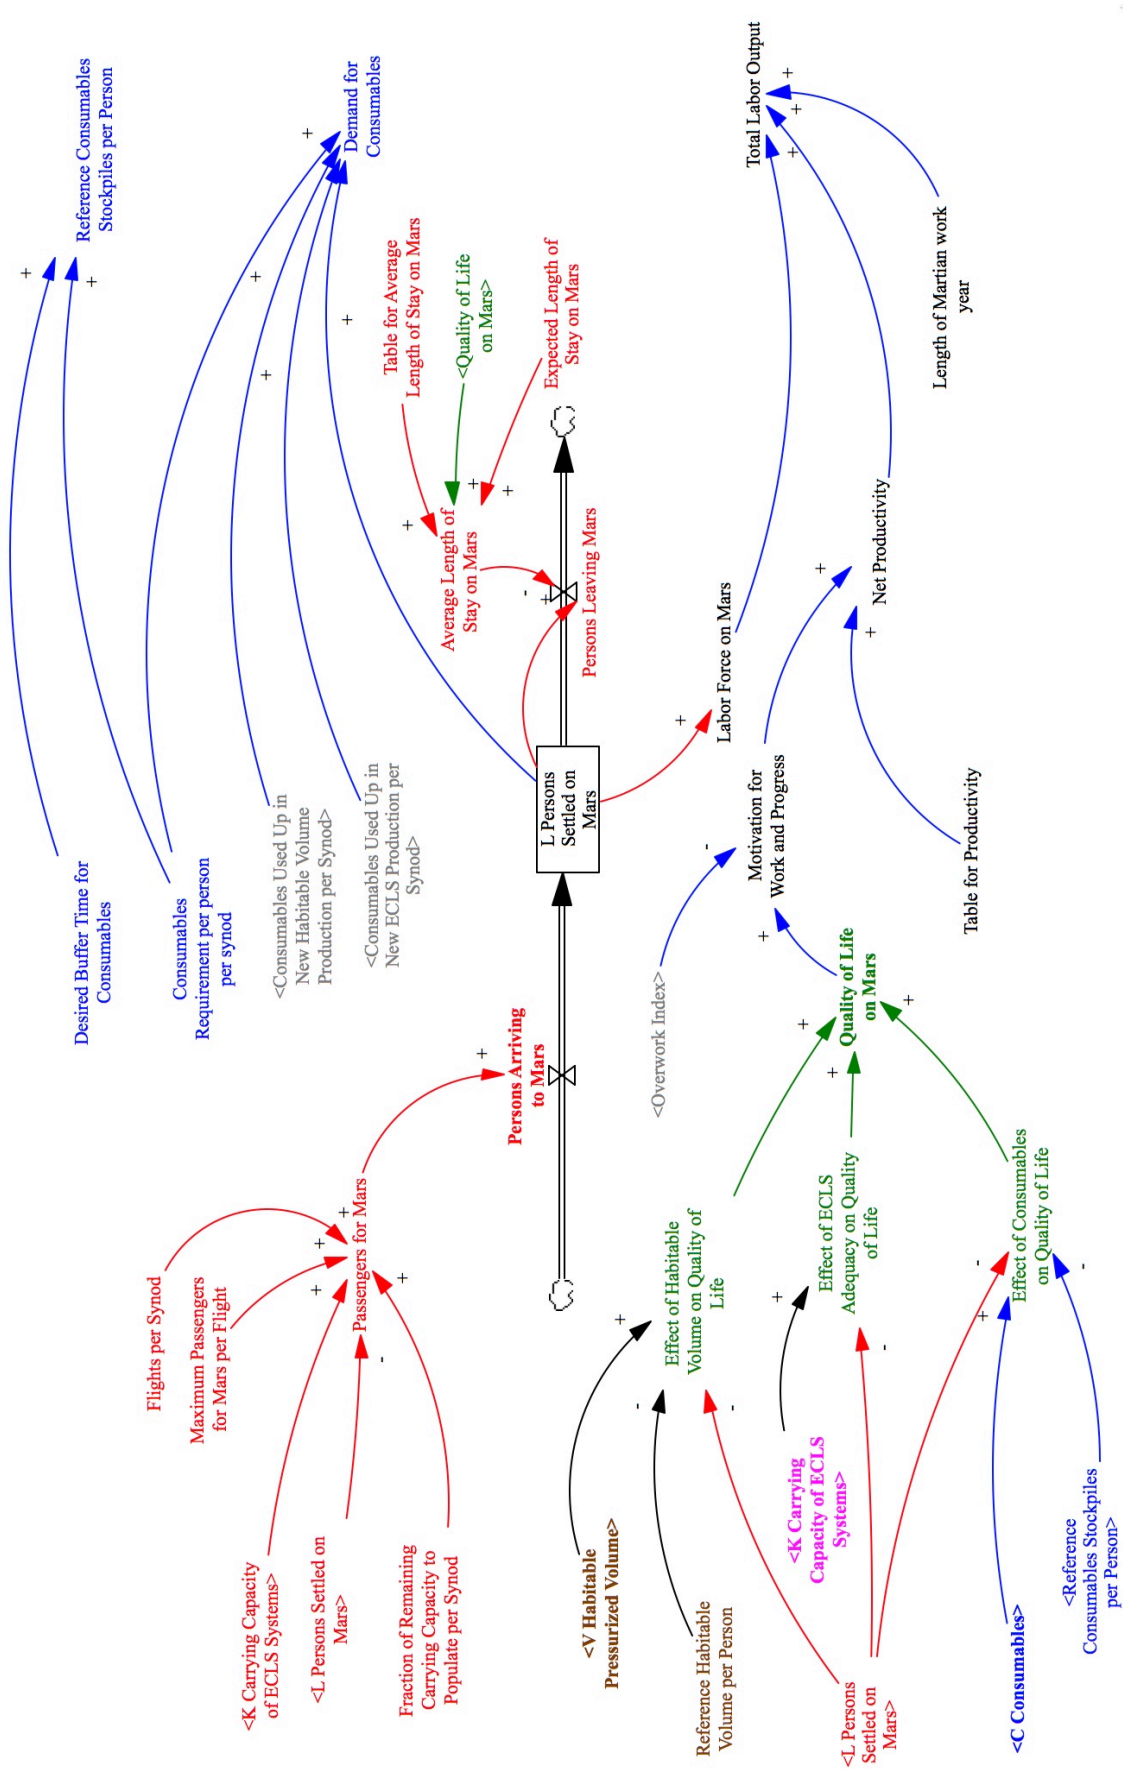 Flights per Synod
Maximum Passengers
for Mars per Flight
<K Carrying Capacity
of ECLS Systems>
<L Persons Settled on
Mars>
Fraction of Remaining
Carrying Capacity to
Populate per Synod
Passengers for Mars
+
+
+
-
+
Persons Arriving
to Mars
+
Desired Buffer Time for
Consumables
Consumables
Requirement per person
per synod
<Consumables Used Up in
New Habitable Volume
Production per Synod>
<Consumables Used Up in
New ECLS Production per
Synod>
Reference Consumables
Stockpiles per Person
+
+
Demand for
Consumables
+
+
+
+
Table for Average
Length of Stay on Mars
<Quality of Life
on Mars>
Expected Length of
Stay on Mars
Average Length of
Stay on Mars
+
+
+
L Persons
Settled on
Mars
Persons Leaving Mars
-
+
Labor Force on Mars
+
<V Habitable
Pressurized Volume>
Reference Habitable
Volume per Person
<L Persons
Settled on
Mars>
<K Carrying
Capacity of ECLS
Systems>
<C Consumables>
<Reference
Consumables Stockpiles
per Person>
Effect of Habitable
Volume on Quality of
Life
+
-
-
Effect of ECLS
Adequacy on Quality
of Life
+
-
Effect of Consumables
on Quality of Life
-
+
-
Quality of Life
on Mars
+
+
+
<Overwork Index>
Motivation for
Work and Progress
-
+
Table for Productivity
Net Productivity
+
+
Length of Martian work
year
Total Labor Output
+
+
+